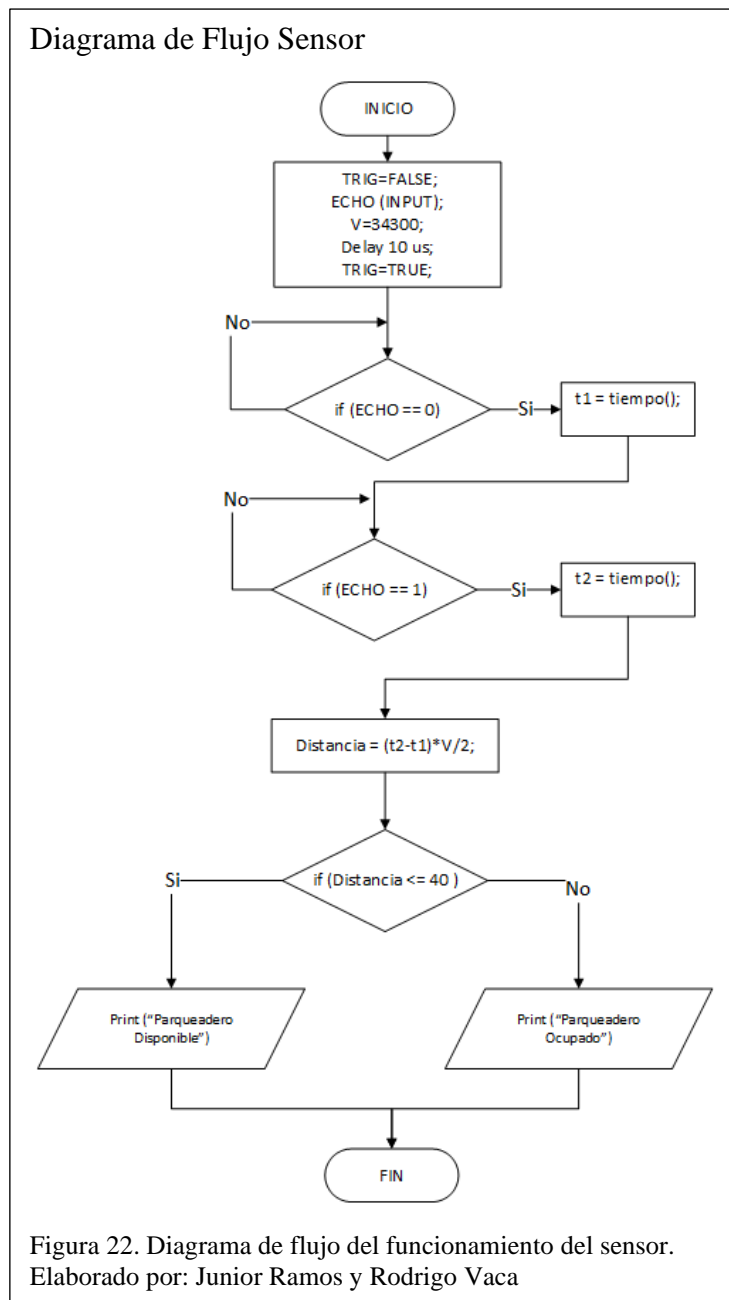 Diagrama de Flujo Sensor
INICIO
TRIG=FALSE;
ECHO (INPUT);
V=34300;
Delay 10 us;
TRIG=TRUE;
No
if (ECHO == 0)
Si
t1 = tiempo();
No
if (ECHO == 1)
Si
t2 = tiempo();
Distancia = (t2-t1)*V/2;
if (Distancia <= 40 )
Si
No
Print (“Parqueadero
Disponible”)
Print (“Parqueadero
Ocupado”)
FIN
Figura 22. Diagrama de flujo del funcionamiento del sensor.
Elaborado por: Junior Ramos y Rodrigo Vaca